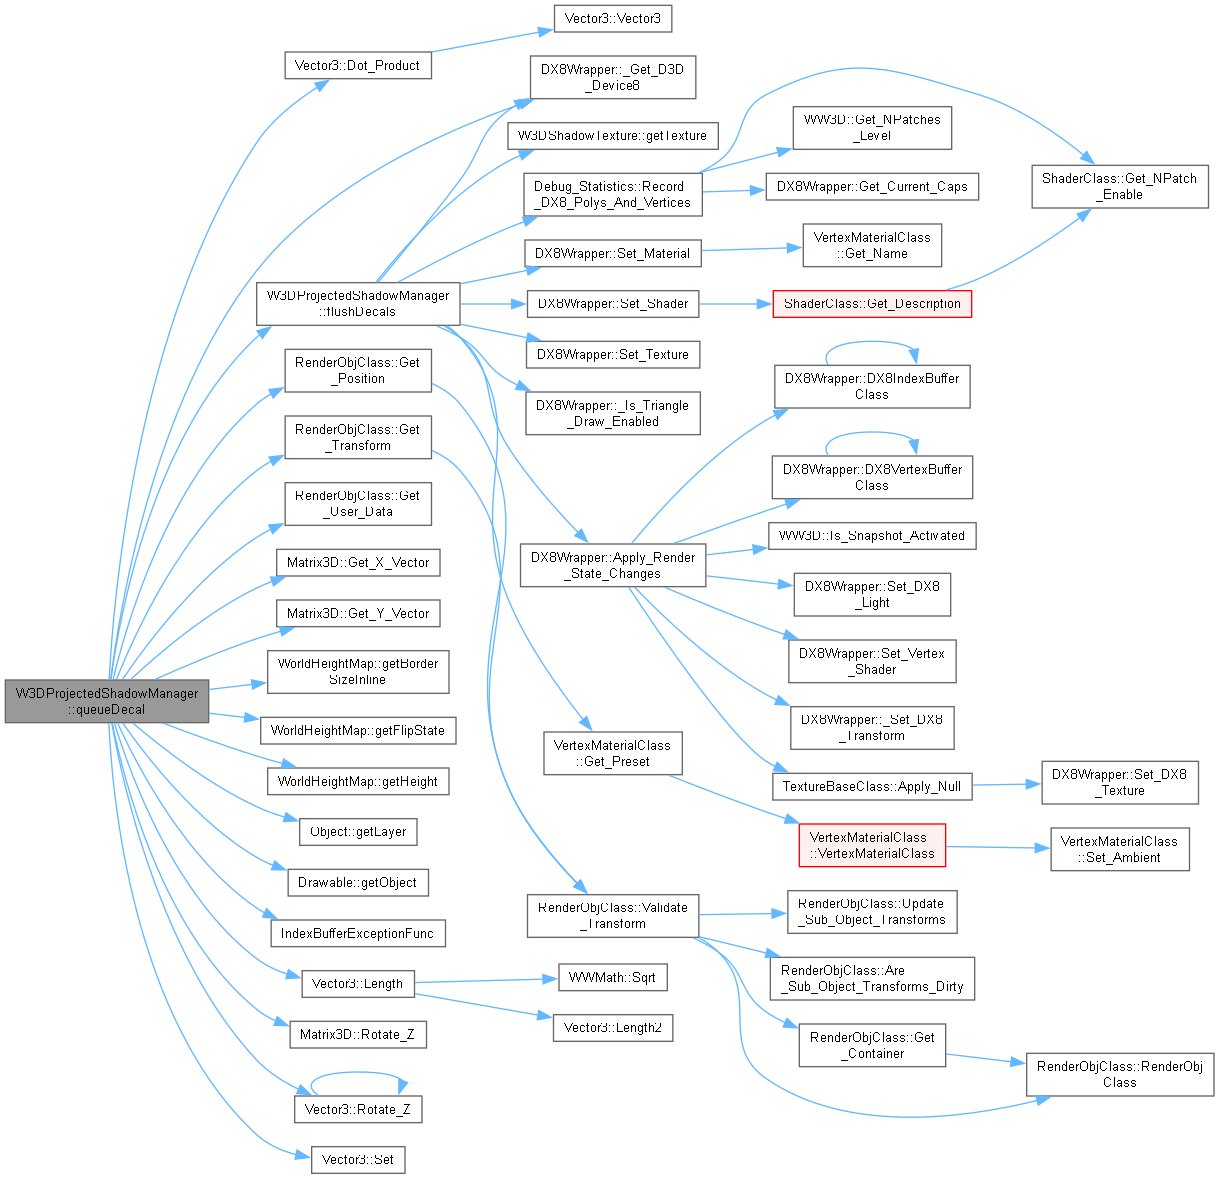 Vector3::Vector3
Vector3::Dot_Product
DX8Wrapper::_Get_D3D
_Device8
W3DShadowTexture::getTexture
WW3D::Get_NPatches
_Level
Debug_Statistics::Record
_DX8_Polys_And_Vertices
DX8Wrapper::Get_Current_Caps
ShaderClass::Get_NPatch
_Enable
DX8Wrapper::Set_Material
VertexMaterialClass
::Get_Name
W3DProjectedShadowManager
::flushDecals
DX8Wrapper::Set_Shader
ShaderClass::Get_Description
DX8Wrapper::Set_Texture
RenderObjClass::Get
_Position
DX8Wrapper::DX8IndexBuffer
Class
DX8Wrapper::_Is_Triangle
_Draw_Enabled
RenderObjClass::Get
_Transform
DX8Wrapper::DX8VertexBuffer
Class
RenderObjClass::Get
_User_Data
WW3D::Is_Snapshot_Activated
Matrix3D::Get_X_Vector
DX8Wrapper::Apply_Render
_State_Changes
DX8Wrapper::Set_DX8
_Light
Matrix3D::Get_Y_Vector
WorldHeightMap::getBorder
SizeInline
DX8Wrapper::Set_Vertex
_Shader
W3DProjectedShadowManager
::queueDecal
WorldHeightMap::getFlipState
DX8Wrapper::_Set_DX8
_Transform
VertexMaterialClass
::Get_Preset
WorldHeightMap::getHeight
TextureBaseClass::Apply_Null
DX8Wrapper::Set_DX8
_Texture
Object::getLayer
VertexMaterialClass
::VertexMaterialClass
VertexMaterialClass
::Set_Ambient
Drawable::getObject
RenderObjClass::Validate
_Transform
RenderObjClass::Update
_Sub_Object_Transforms
IndexBufferExceptionFunc
RenderObjClass::Are
_Sub_Object_Transforms_Dirty
Vector3::Length
WWMath::Sqrt
Vector3::Length2
Matrix3D::Rotate_Z
RenderObjClass::Get
_Container
RenderObjClass::RenderObj
Class
Vector3::Rotate_Z
Vector3::Set